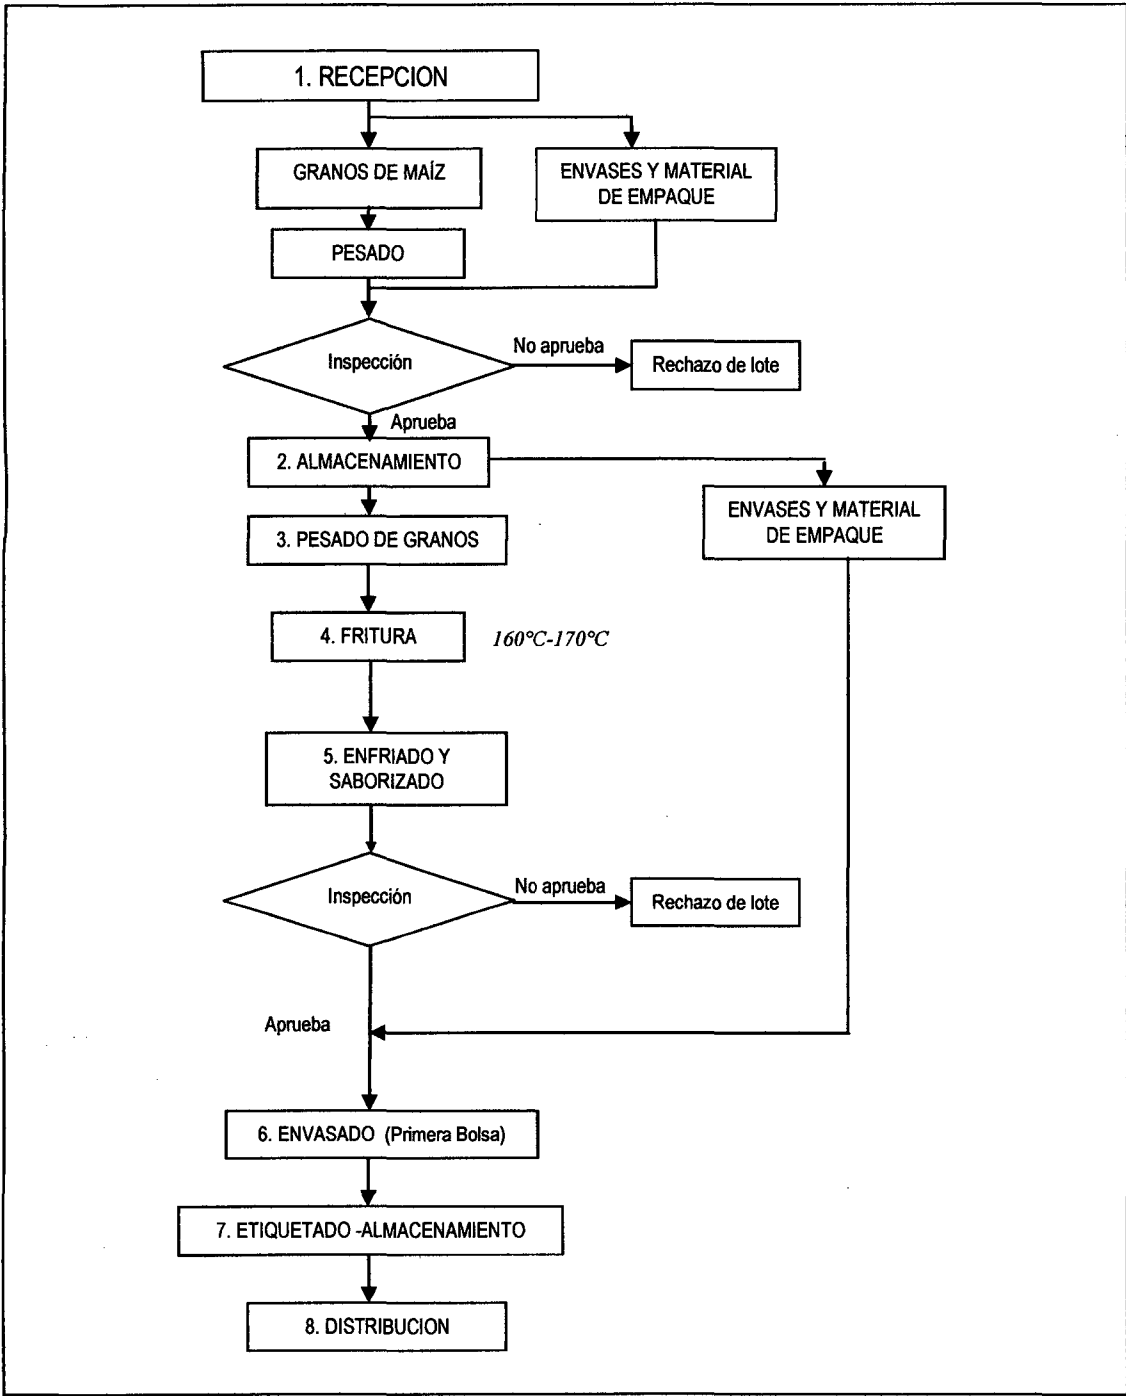 1. RECEPCION
GRANOS DE MAÍZ
ENVASES Y MATERIAL
DE EMPAQUE
PESADO
Inspección
No aprueba
Rechazo de lote
Aprueba
2. ALMACENAMIENTO
ENVASES Y MATERIAL
DE EMPAQUE
3. PESADO DE GRANOS
4. FRITURA
160°C-170°C
5. ENFRIADO Y
SABORIZADO
Inspección
No aprueba
Rechazo de lote
Aprueba
6. ENVASADO (Primera Bolsa)
7. ETIQUETADO -ALMACENAMIENTO
8. DISTRIBUCION